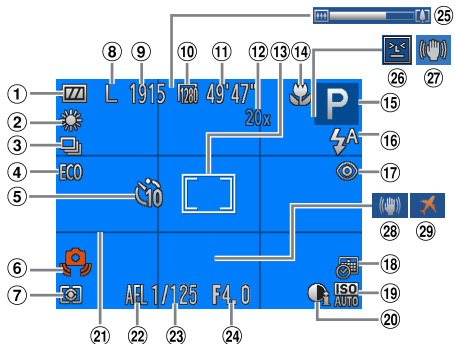 25
8 9 10 11 12 13 14
26 27
1 L 1915 1280 49'47" P 15
20x
2
3 A 16
4 ECO 17
5 10
28 29
6 18
7 AFL 1/125 F4.0 i ISO AUTO 19
20
21 22 23 24